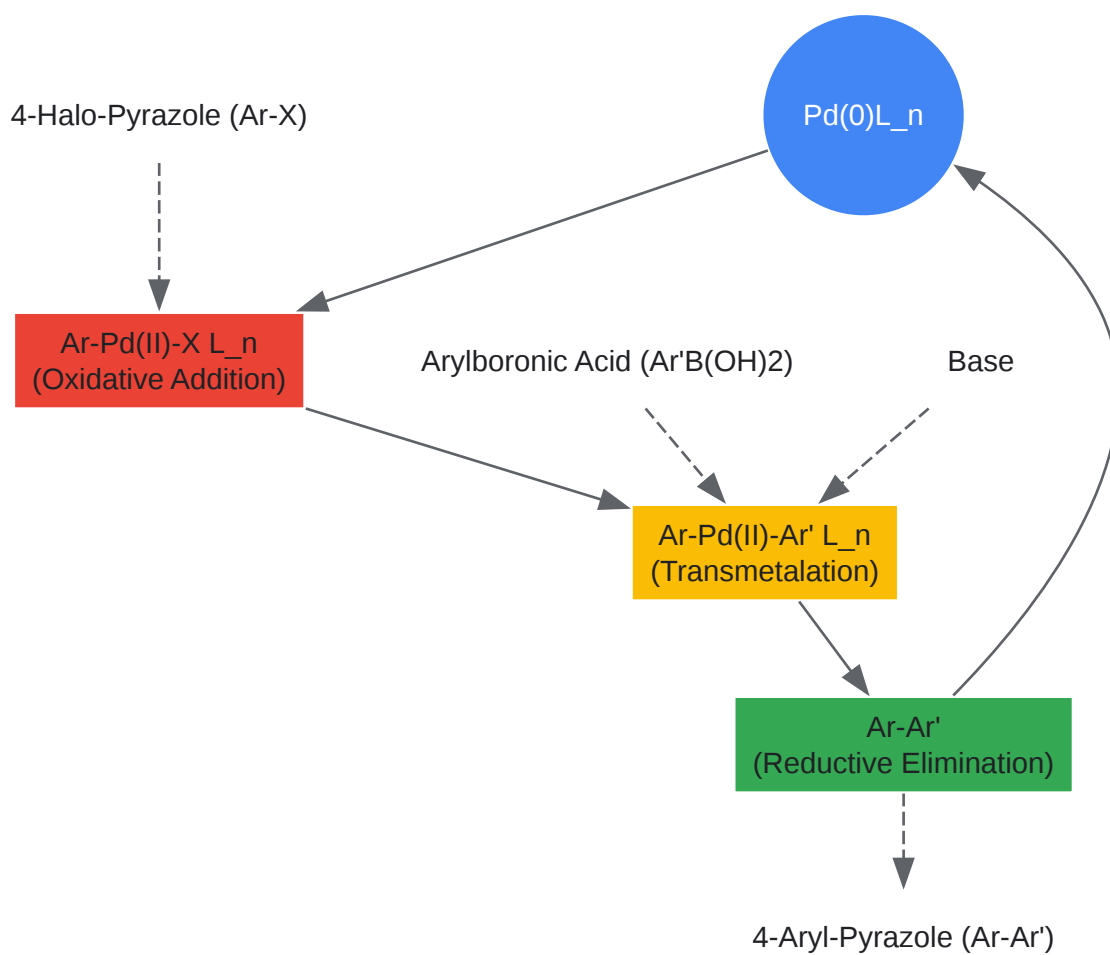 4-Halo-Pyrazole (Ar-X)
Pd(0)L_n
Ar-Pd(II)-X L_n
(Oxidative Addition)
Arylboronic Acid (Ar'B(OH)2)
Base
Ar-Pd(II)-Ar' L_n
(Transmetalation)
Ar-Ar'
(Reductive Elimination)
4-Aryl-Pyrazole (Ar-Ar')